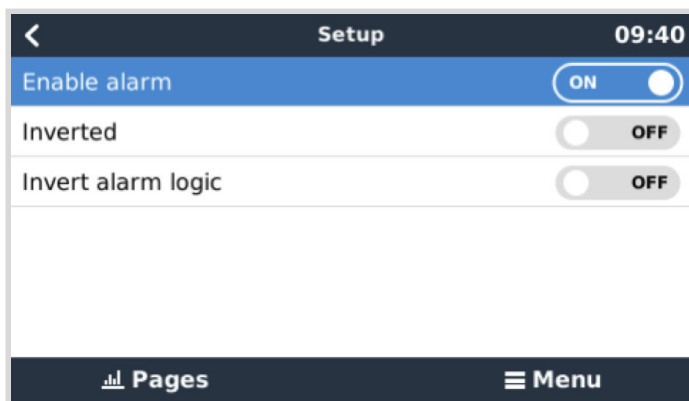 Setup 09:40
Enable alarm ON
Inverted OFF
Invert alarm logic OFF
Pages Menu